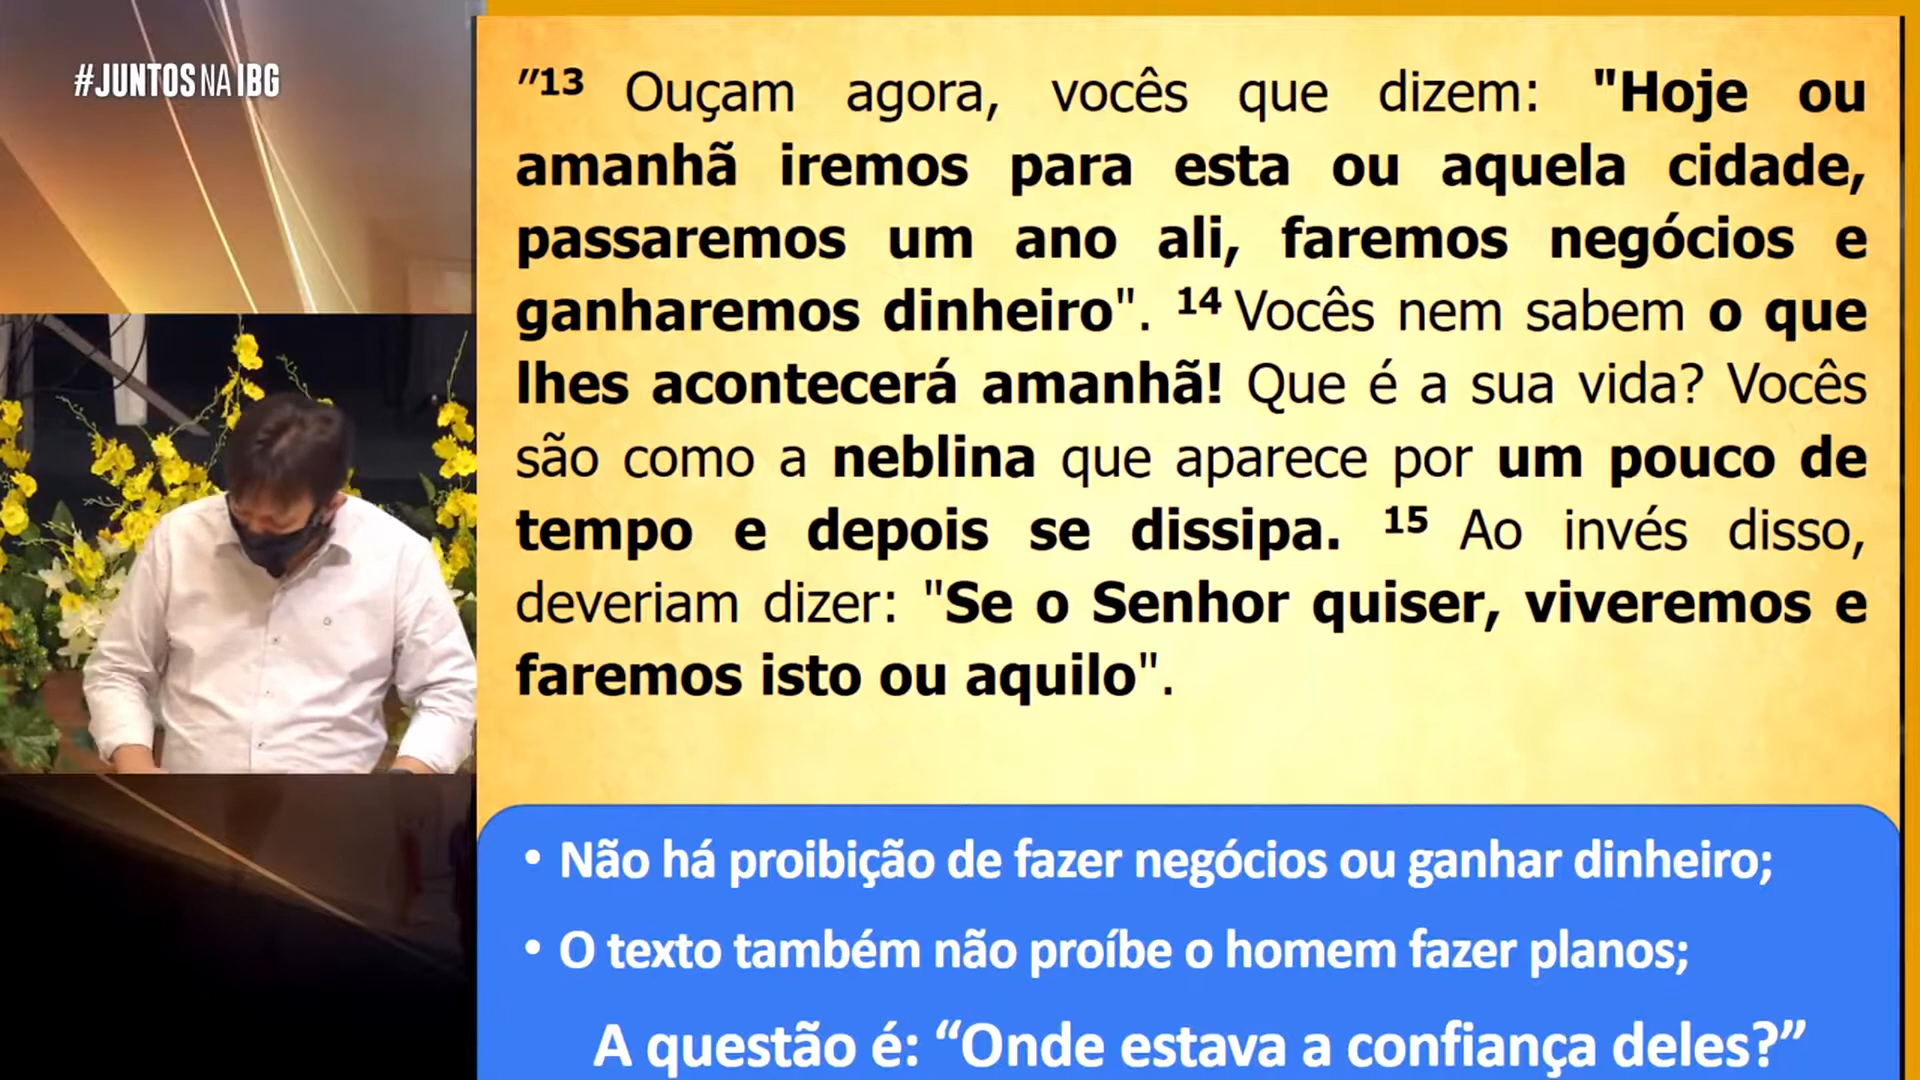 #JUNTOS NA IBG
"13 Ouçam agora, vocês que dizem: "Hoje ou
amanhã iremos para esta ou aquela cidade,
passaremos um ano ali, faremos negócios e
ganharemos dinheiro". 14 Vocês nem sabem o que
lhes acontecerá amanhã! Que é a sua vida? Vocês
são como a neblina que aparece por um pouco de
tempo e depois se dissipa. 15 Ao invés disso,
deveriam dizer: "Se o Senhor quiser, viveremos e
faremos isto ou aquilo".
• Não há proibição de fazer negócios ou ganhar dinheiro;
• O texto também não proíbe o homem fazer planos;
A questão é: “Onde estava a confiança deles?”